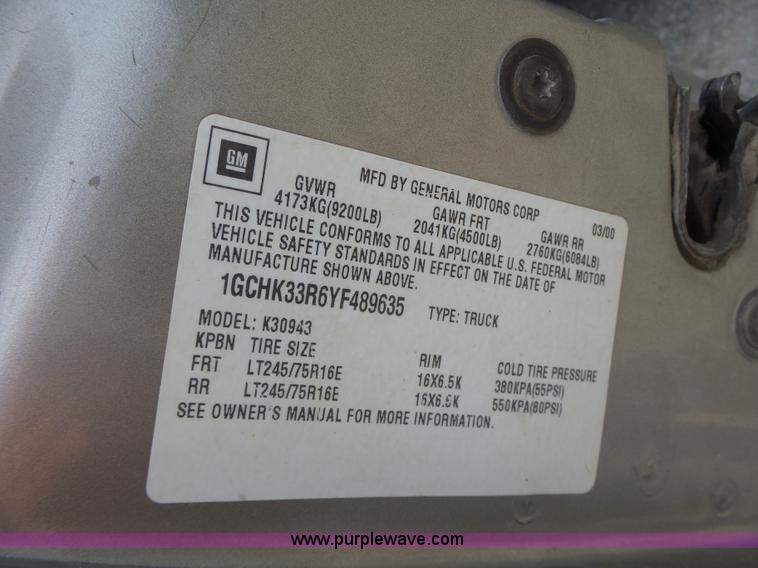 GM
MFD BY GENERAL MOTORS CORP
03/00
GVWR GAWR FRT GAWR RR
4173KG(9200LB) 2041KG(4500LB) 2760KG(6084LB)
THIS VEHICLE CONFORMS TO ALL APPLICABLE U.S. FEDERAL MOTOR
VEHICLE SAFETY STANDARDS IN EFFECT ON THE DATE OF
MANUFACTURE SHOWN ABOVE.
1GCHK33R6YF489635 TYPE: TRUCK
MODEL: K30943
KPBN TIRE SIZE RIM COLD TIRE PRESSURE
FRT LT245/75R16E 16X6.5K 380KPA(55PSI)
RR LT245/75R16E 16X6.5K 550KPA(80PSI)
SEE OWNER'S MANUAL FOR MORE INFORMATION.
www.purplewave.com